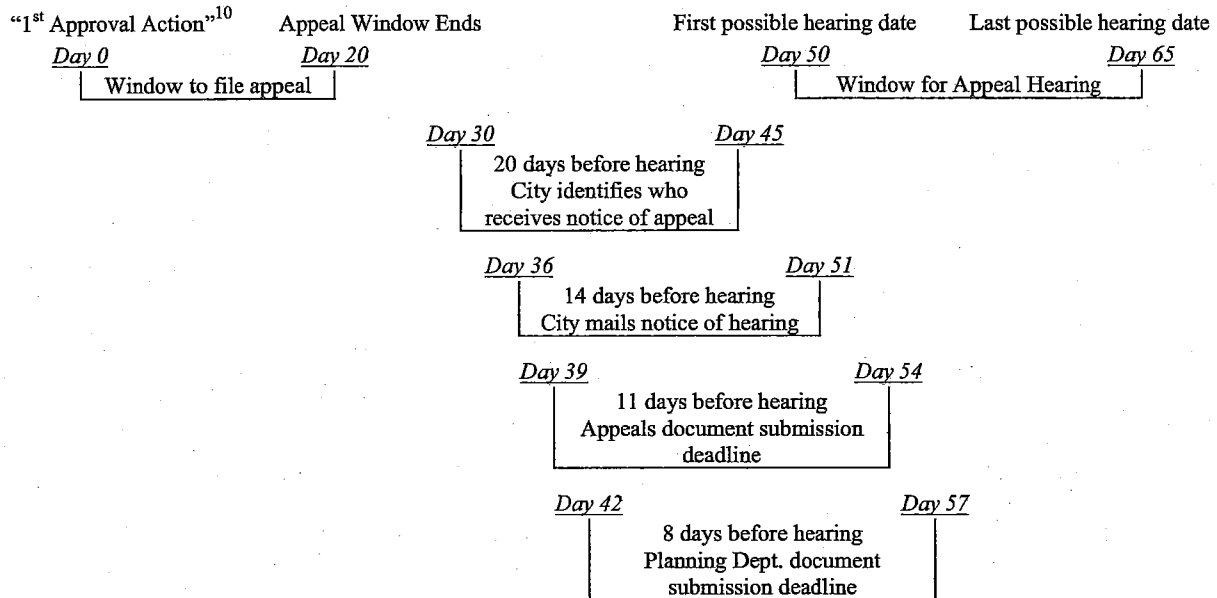 “1st Approval Action”10 Appeal Window Ends First possible hearing date Last possible hearing date
Day 0 Day 20 Day 50 Day 65
Window to file appeal Window for Appeal Hearing
Day 30 Day 45
20 days before hearing
City identifies who
receives notice of appeal
Day 36 Day 51
14 days before hearing
City mails notice of hearing
Day 39 Day 54
11 days before hearing
Appeals document submission
deadline
Day 42 Day 57
8 days before hearing
Planning Dept. document
submission deadline